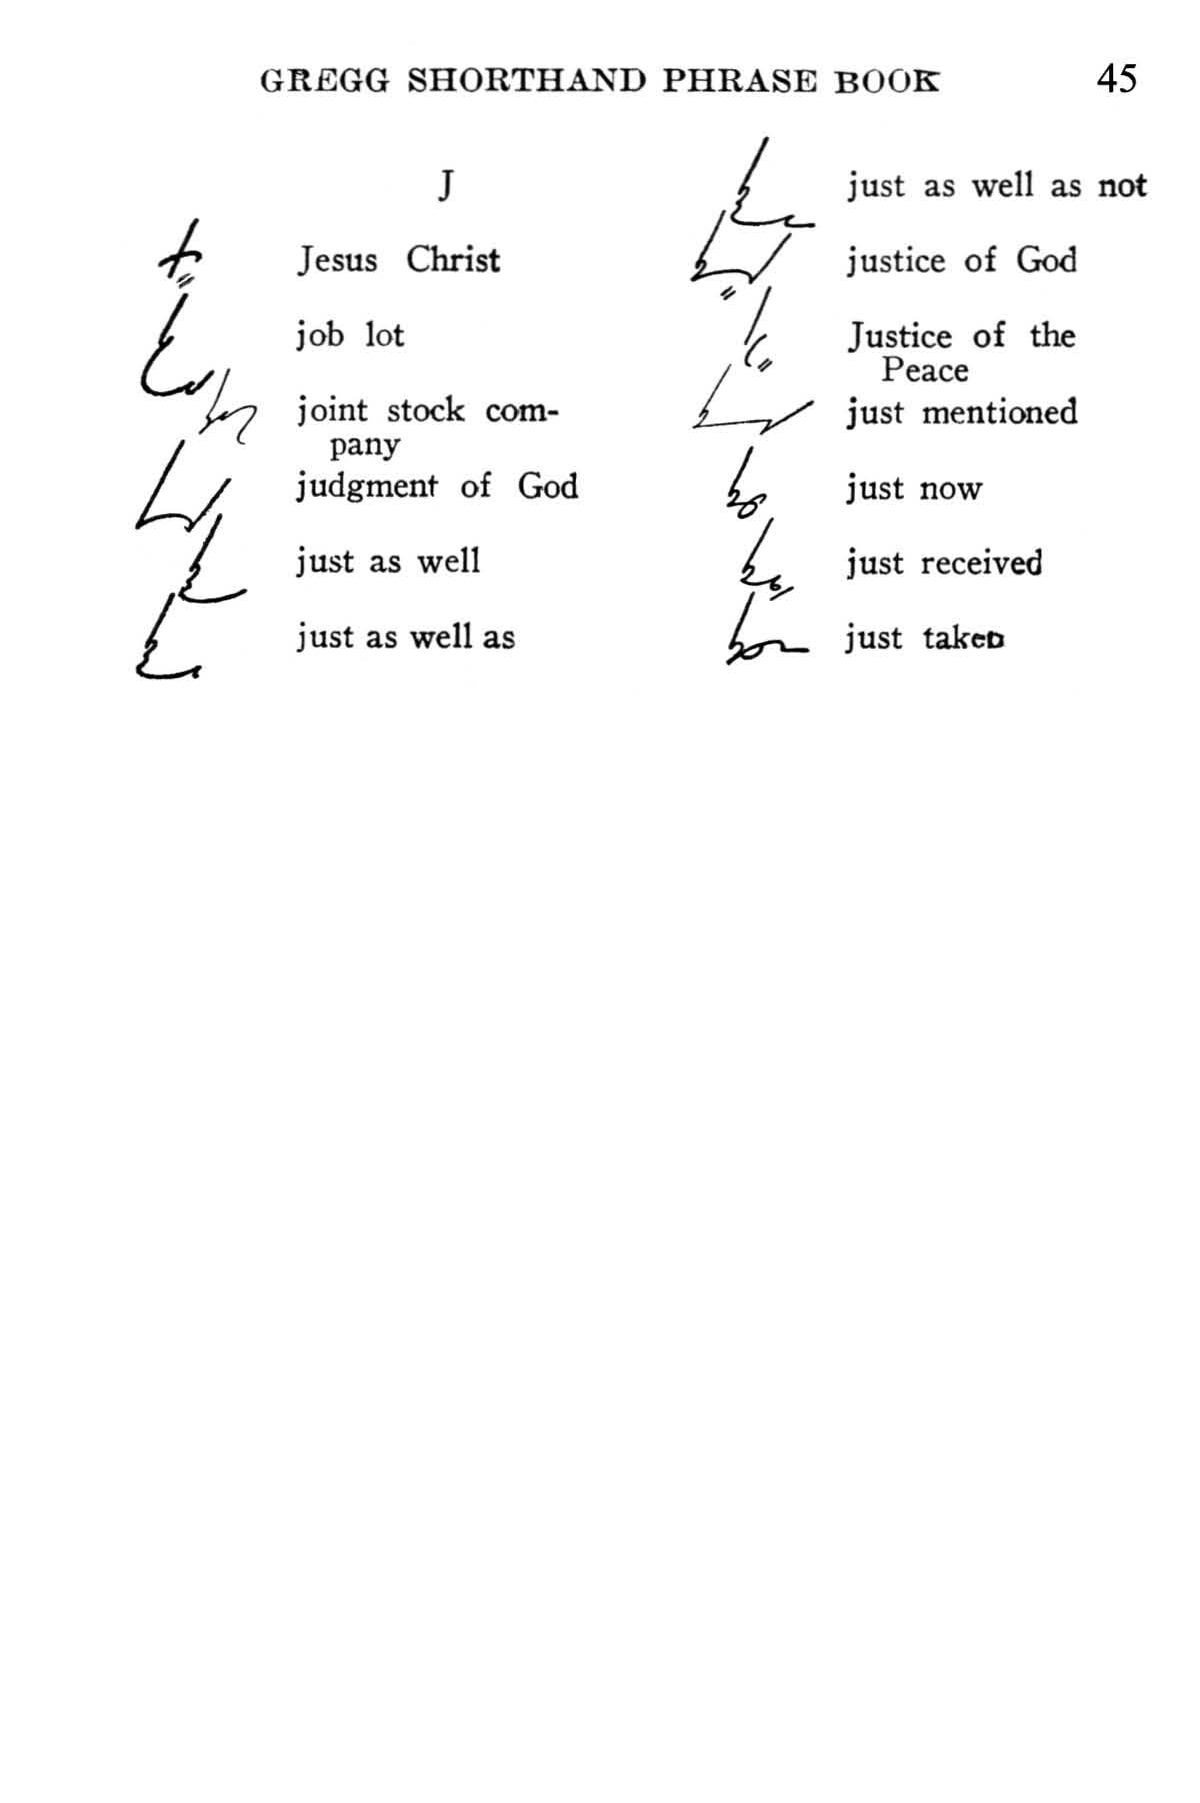 GREGG SHORTHAND PHRASE BOOK 45
J
Jesus Christ
job lot
joint stock com-
pany
judgment of God
just as well
just as well as
just as well as not
justice of God
Justice of the
Peace
just mentioned
just now
just received
just taken